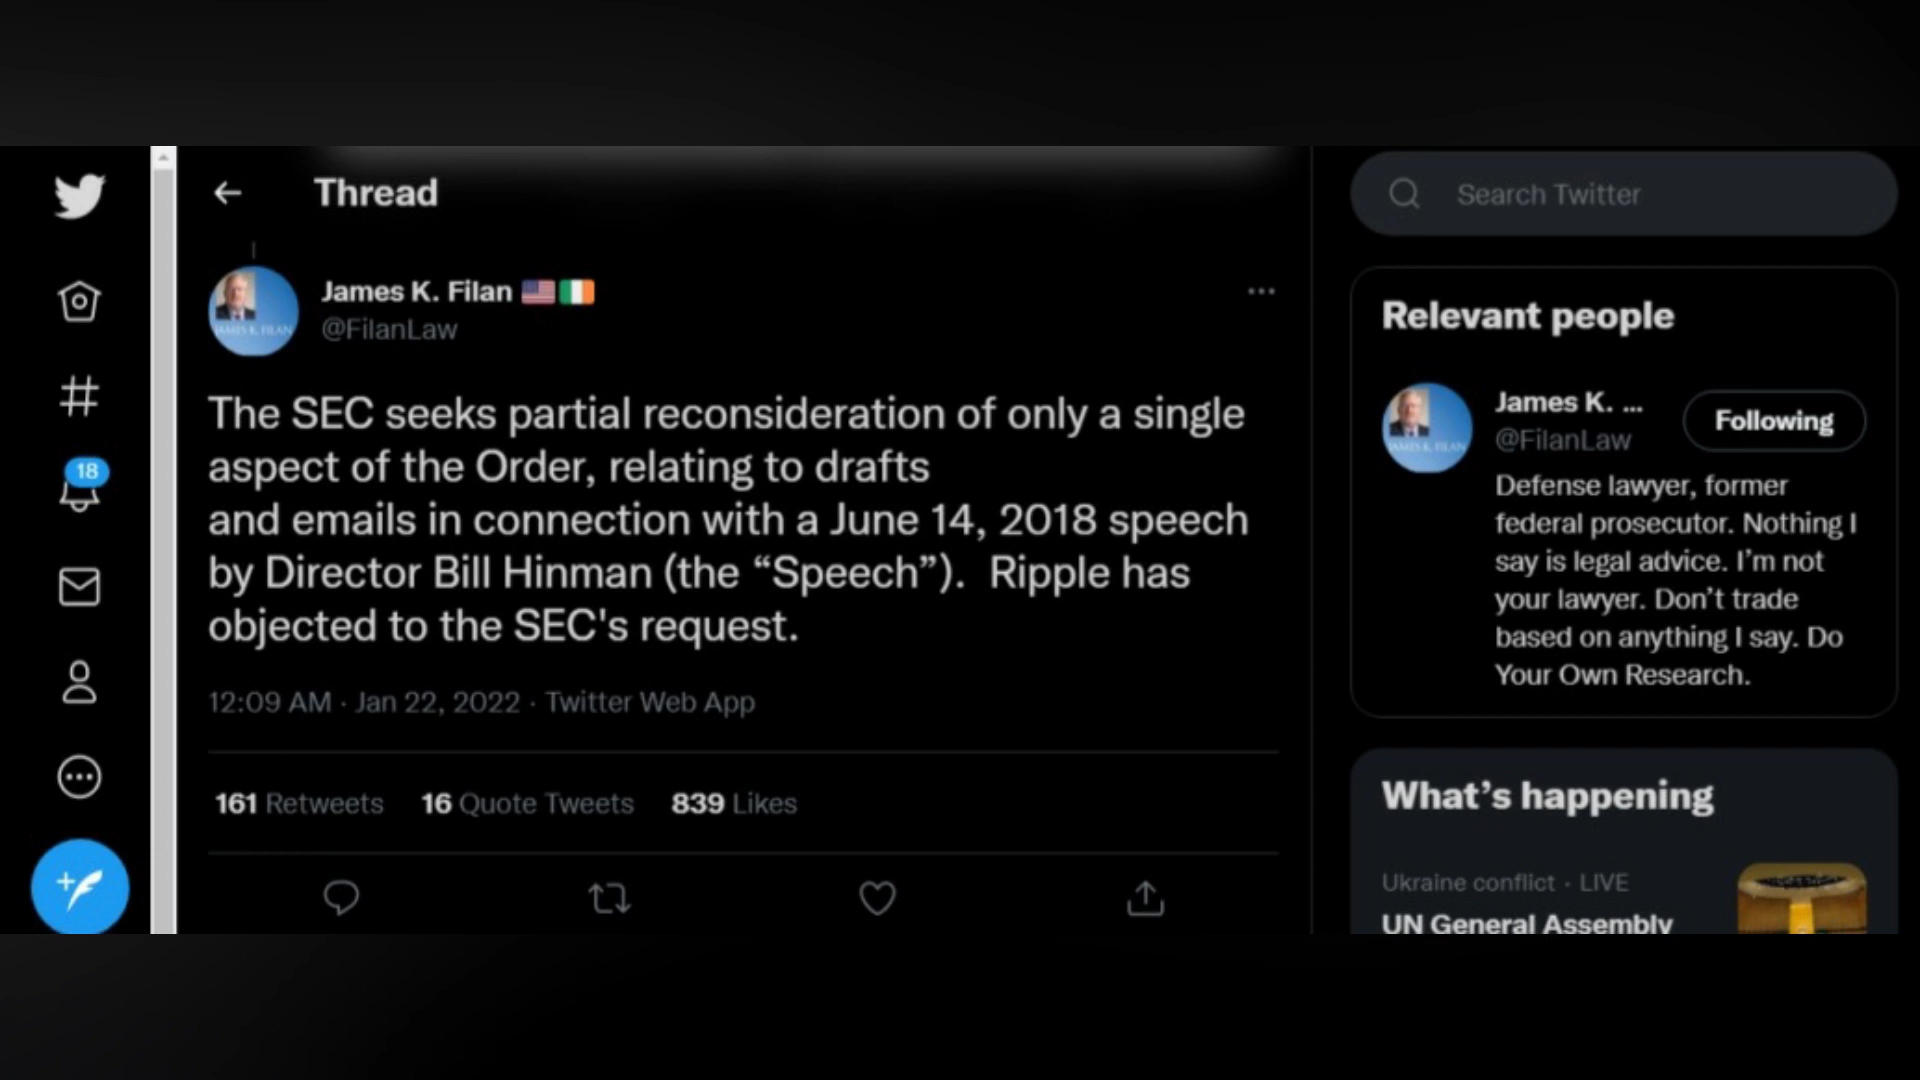 Thread
James K. Filan
@FilanLaw
The SEC seeks partial reconsideration of only a single
aspect of the Order, relating to drafts
and emails in connection with a June 14, 2018 speech
by Director Bill Hinman (the “Speech”).  Ripple has
objected to the SEC's request.
12:09 AM · Jan 22, 2022 · Twitter Web App
161 Retweets 16 Quote Tweets 839 Likes
18
Search Twitter
Relevant people
James K. ...
@FilanLaw
Following
Defense lawyer, former
federal prosecutor. Nothing I
say is legal advice. I’m not
your lawyer. Don’t trade
based on anything I say. Do
Your Own Research.
What’s happening
Ukraine conflict · LIVE
UN General Assembly
JAMES K. FILAN
JAMES K. FILAN